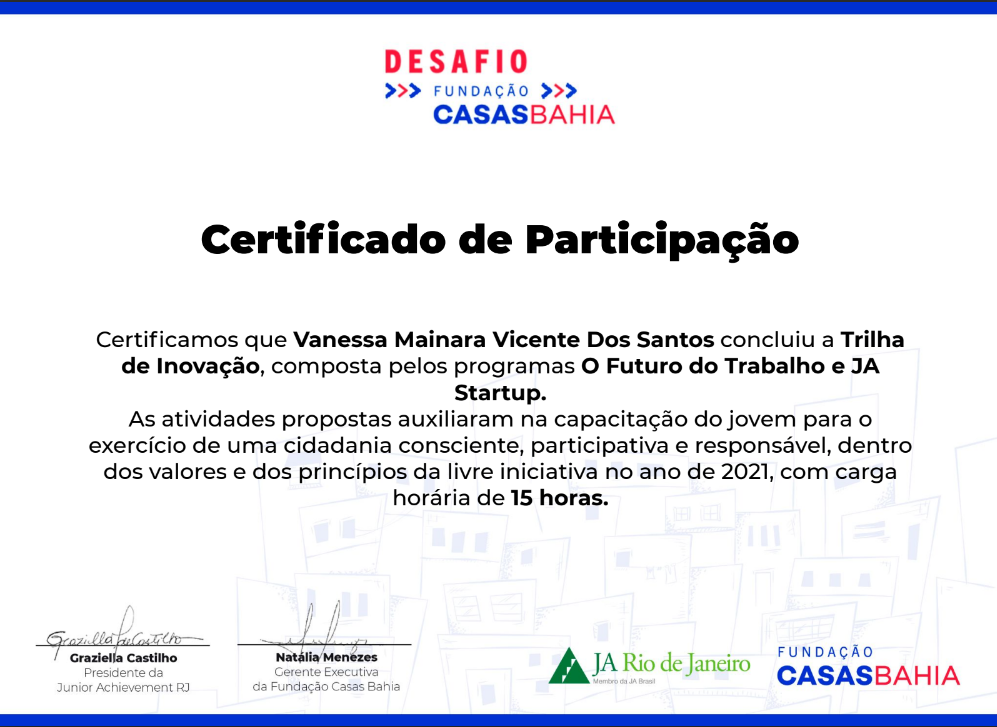 DESAFIO
FUNDAÇÃO
CASASBAHIA
Certificado de Participação
Certificamos que Vanessa Mainara Vicente Dos Santos concluiu a Trilha
de Inovação, composta pelos programas O Futuro do Trabalho e JA
Startup.
As atividades propostas auxiliaram na capacitação do jovem para o
exercício de uma cidadania consciente, participativa e responsável, dentro
dos valores e dos princípios da livre iniciativa no ano de 2021, com carga
horária de 15 horas.
Graziella Castilho
Presidente da
Junior Achievement RJ
Natália Menezes
Gerente Executiva
da Fundação Casas Bahia
JA Rio de Janeiro
Membro da JA Brasil
FUNDAÇÃO
CASASBAHIA